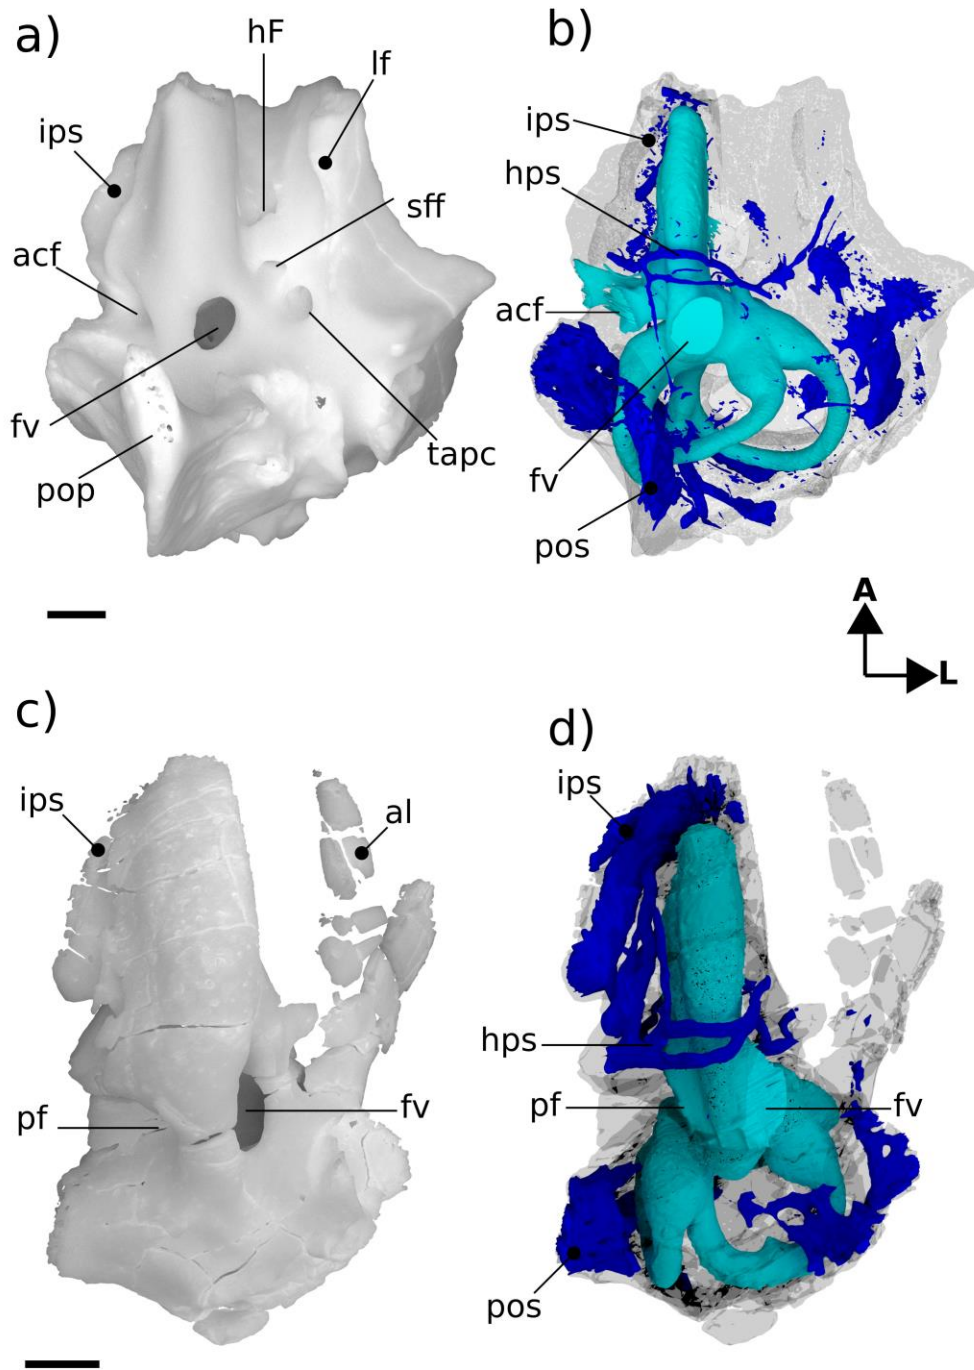 a)
hF
lf
ips
sff
acf
fv
pop
tapc
b)
ips
hps
acf
fv
pos
A
L
c)
ips
al
pf
fv
d)
ips
hps
pf
fv
pos